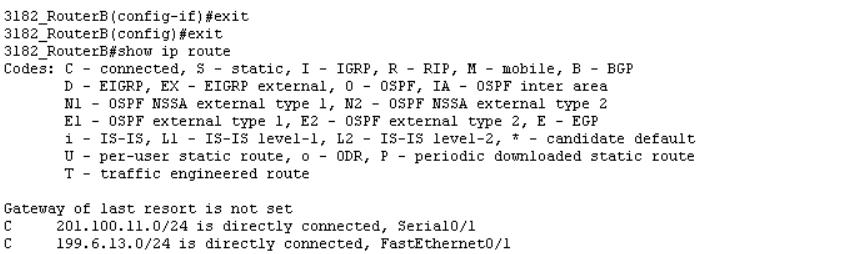 3182_RouterB(config-if)#exit
3182_RouterB(config)#exit
3182_RouterB#show ip route
Codes: C - connected, S - static, I - IGRP, R - RIP, M - mobile, B - BGP
D - EIGRP, EX - EIGRP external, O - OSPF, IA - OSPF inter area
N1 - OSPF NSSA external type 1, N2 - OSPF NSSA external type 2
E1 - OSPF external type 1, E2 - OSPF external type 2, E - EGP
i - IS-IS, L1 - IS-IS level-1, L2 - IS-IS level-2, * - candidate default
U - per-user static route, o - ODR, P - periodic downloaded static route
T - traffic engineered route
Gateway of last resort is not set
C 201.100.11.0/24 is directly connected, Serial0/1
C 199.6.13.0/24 is directly connected, FastEthernet0/1